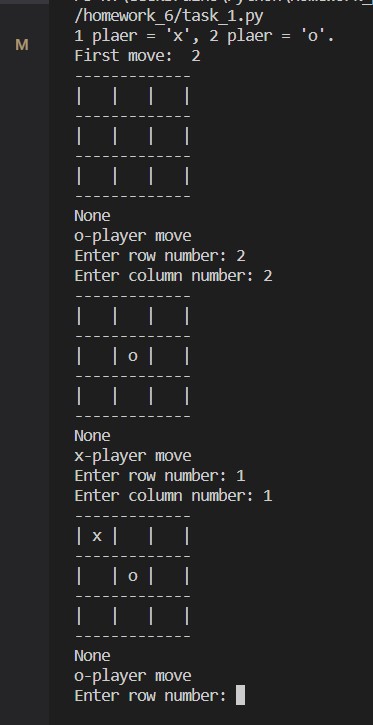 /homework_6/task_1.py
1 plaer = 'x', 2 plaer = 'o'.
First move:  2
-------------
|   |   |   |
-------------
|   |   |   |
-------------
|   |   |   |
-------------
None
o-player move
Enter row number: 2
Enter column number: 2
-------------
|   |   |   |
-------------
|   | o |   |
-------------
|   |   |   |
-------------
None
x-player move
Enter row number: 1
Enter column number: 1
-------------
| x |   |   |
-------------
|   | o |   |
-------------
|   |   |   |
-------------
None
o-player move
Enter row number:
M